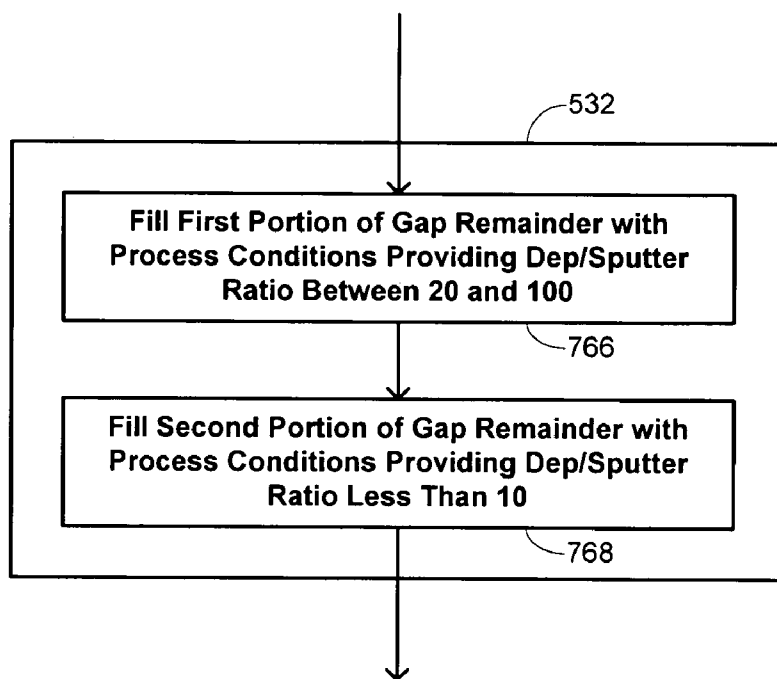 532
Fill First Portion of Gap Remainder with
Process Conditions Providing Dep/Sputter
Ratio Between 20 and 100
766
Fill Second Portion of Gap Remainder with
Process Conditions Providing Dep/Sputter
Ratio Less Than 10
768